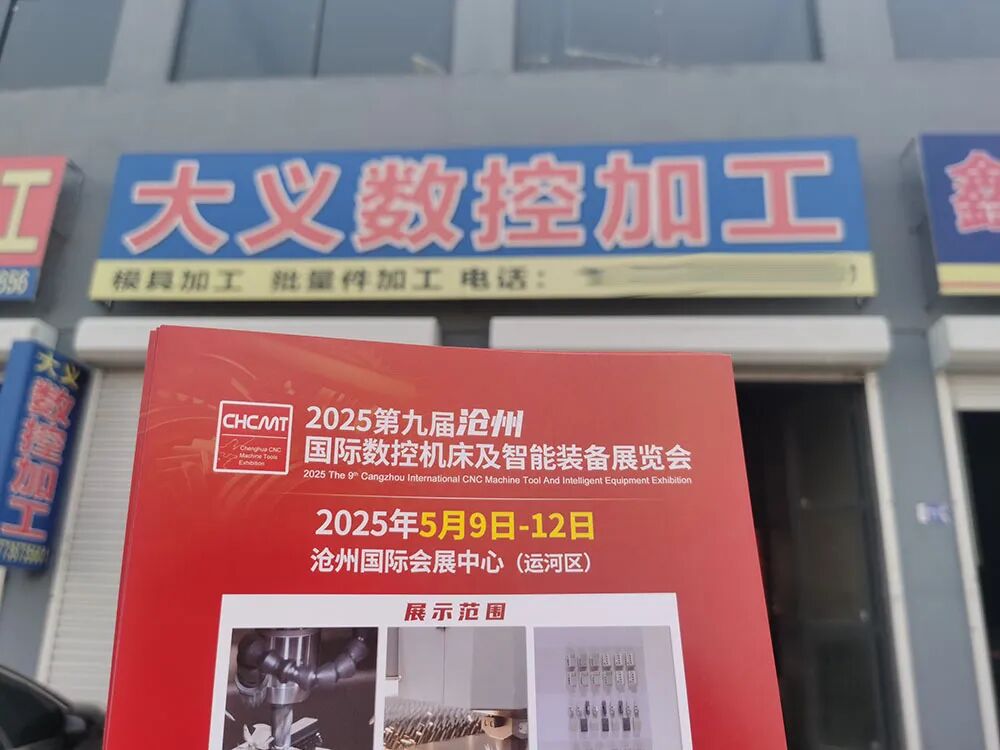 大义数控加工
模具加工 批量件加工 电话：
工
896
鑫
大义
数控加工
CHCMT
Chenghua CNC
Machine Tools
Exhibition
2025第九届沧州
国际数控机床及智能装备展览会
2025 The 9th Cangzhou International CNC Machine Tool And Intelligent Equipment Exhibition
2025年5月9日-12日
沧州国际会展中心（运河区）
展示范围